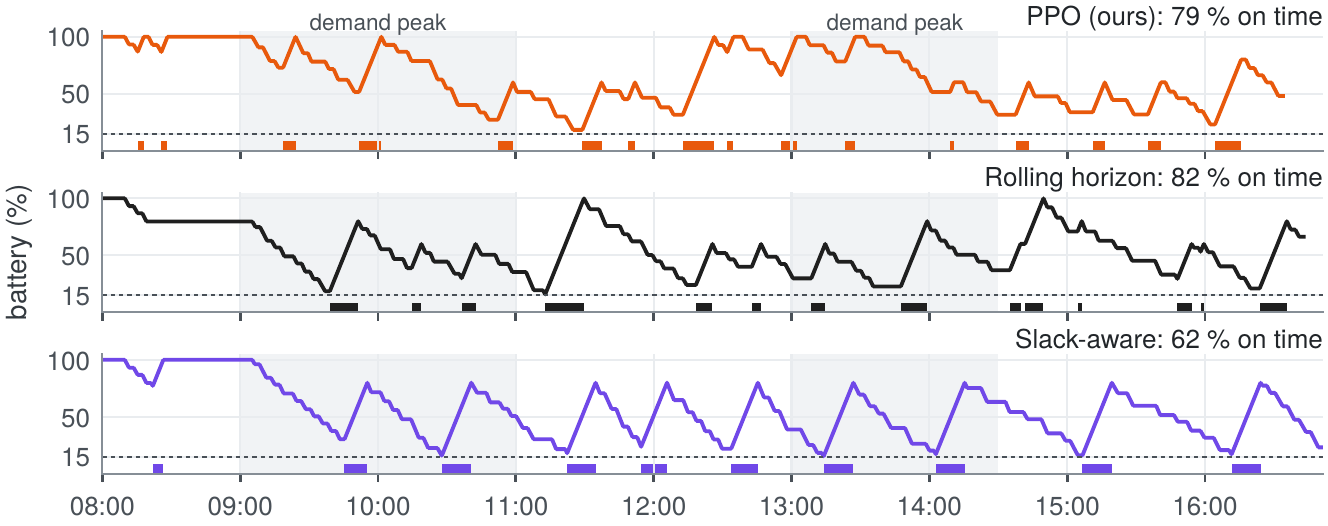 demand peak
demand peak
PPO (ours): 79 % on time
100
50
15
Rolling horizon: 82 % on time
100
50
15
battery (%)
Slack-aware: 62 % on time
100
50
15
08:00 09:00 10:00 11:00 12:00 13:00 14:00 15:00 16:00